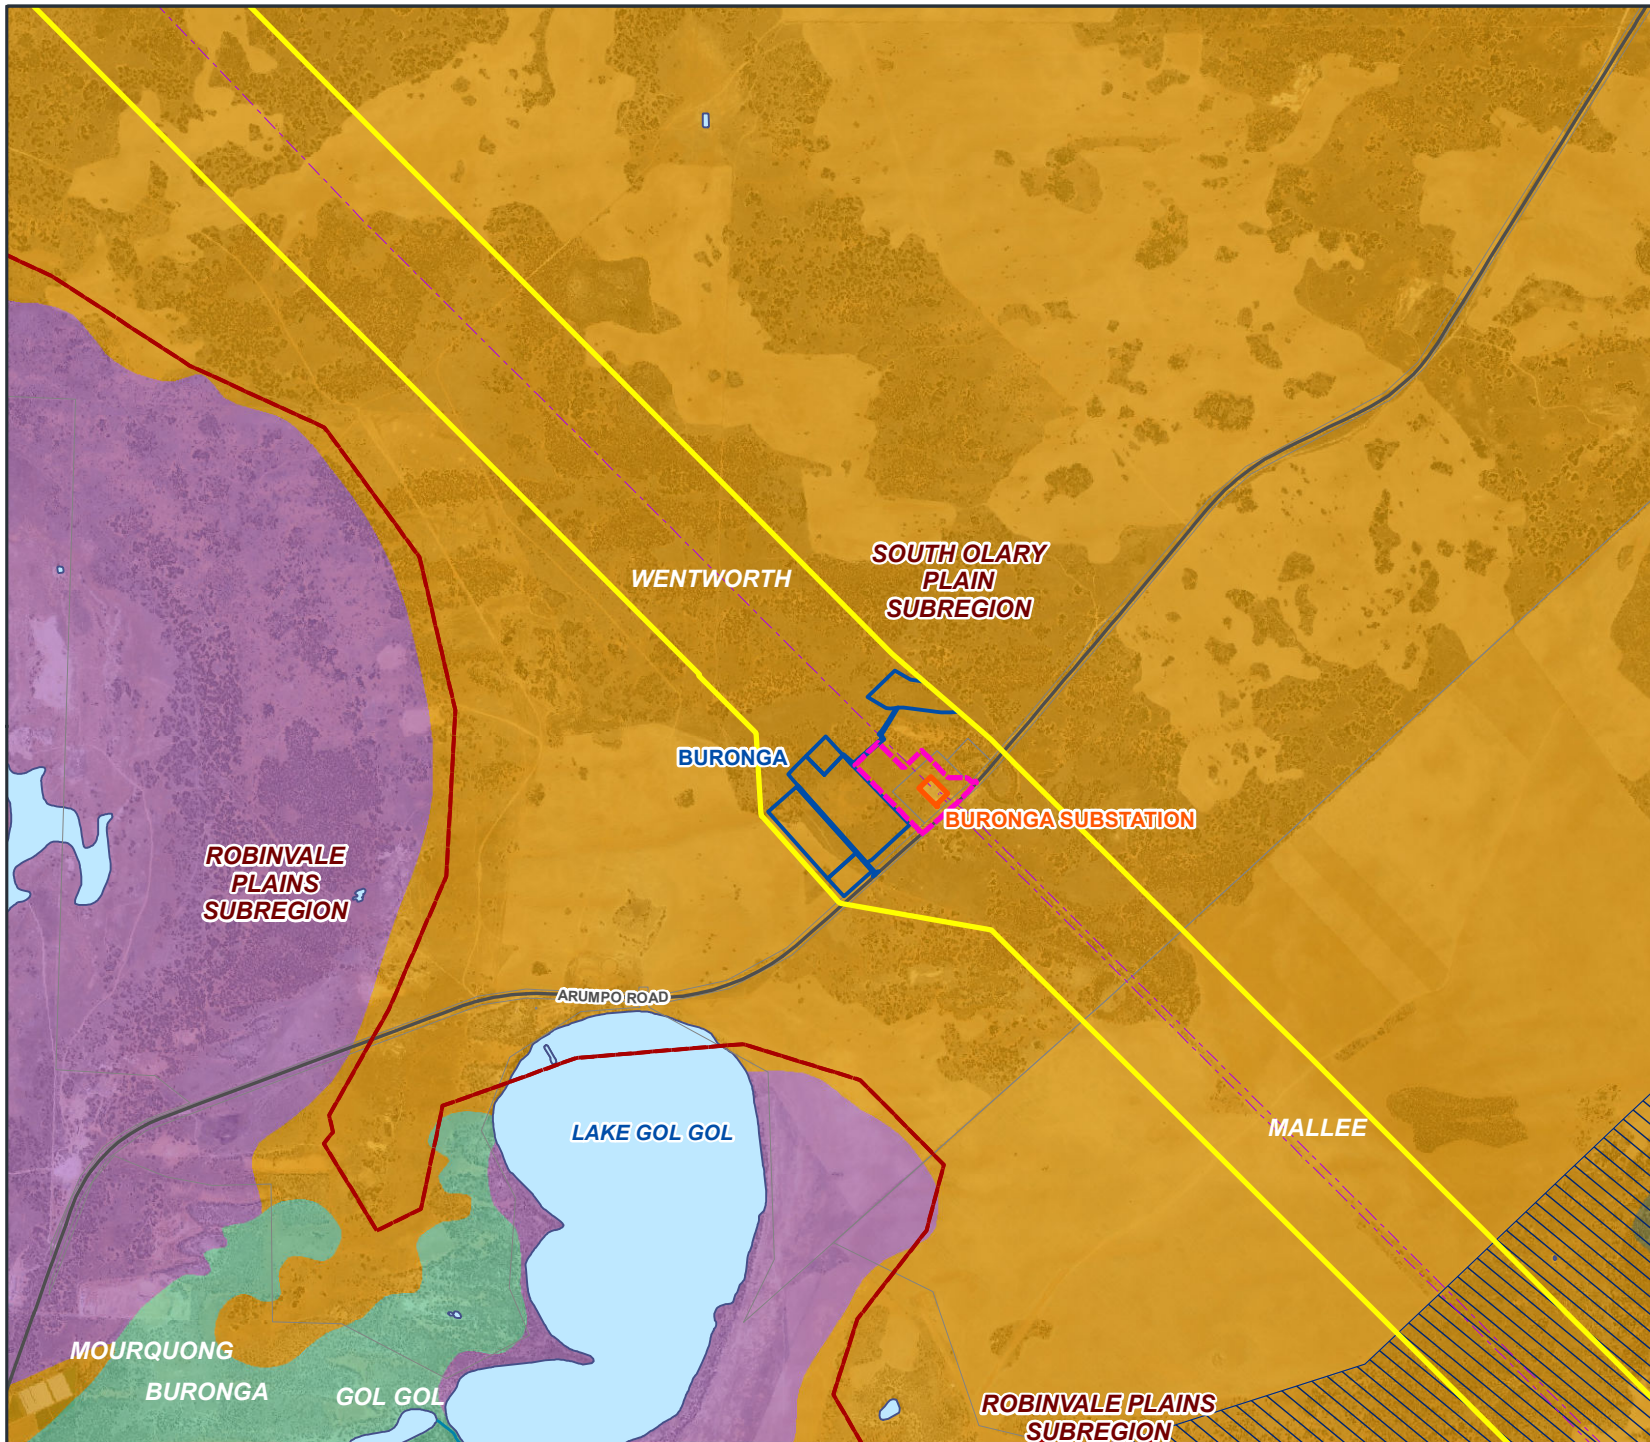 SOUTH OLARY
PLAIN
SUBREGION
WENTWORTH
BURONGA
BURONGA SUBSTATION
ROBINVALE
PLAINS
SUBREGION
ARUMPO ROAD
LAKE GOL GOL
MALLEE
MOURQUONG
BURONGA
GOL GOL
ROBINVALE PLAINS
SUBREGION